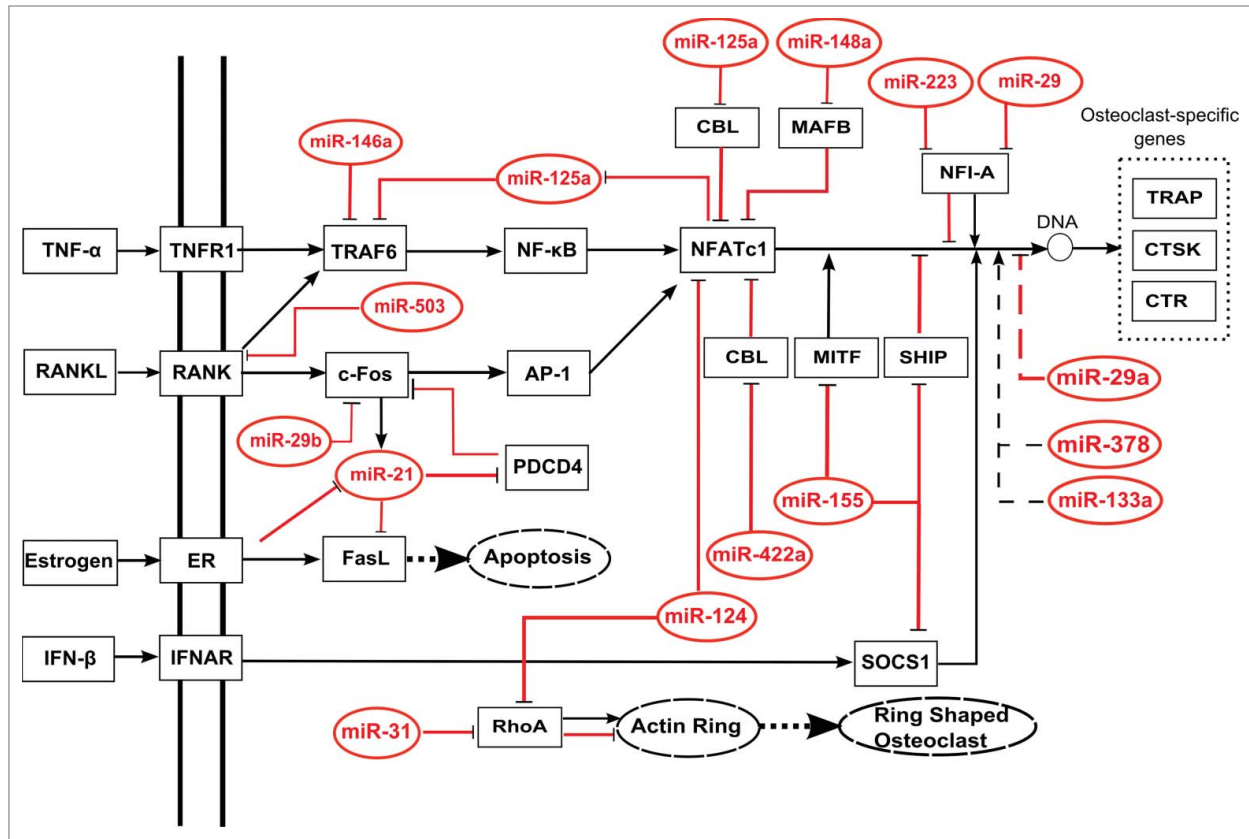 miR-125a
miR-148a
miR-223
miR-29
Osteoclast-specific
genes
CBL
MAFB
miR-146a
miR-125a
NFI-A
TRAP
DNA
TNF-α
TNFR1
TRAF6
NF-κB
NFATc1
CTSK
CTR
miR-503
RANKL
RANK
c-Fos
AP-1
CBL
MITF
SHIP
miR-29a
miR-29b
miR-21
PDCD4
miR-378
miR-155
miR-133a
Estrogen
ER
FasL
Apoptosis
miR-422a
miR-124
IFN-β
IFNAR
SOCS1
miR-31
RhoA
Actin Ring
Ring Shaped
Osteoclast